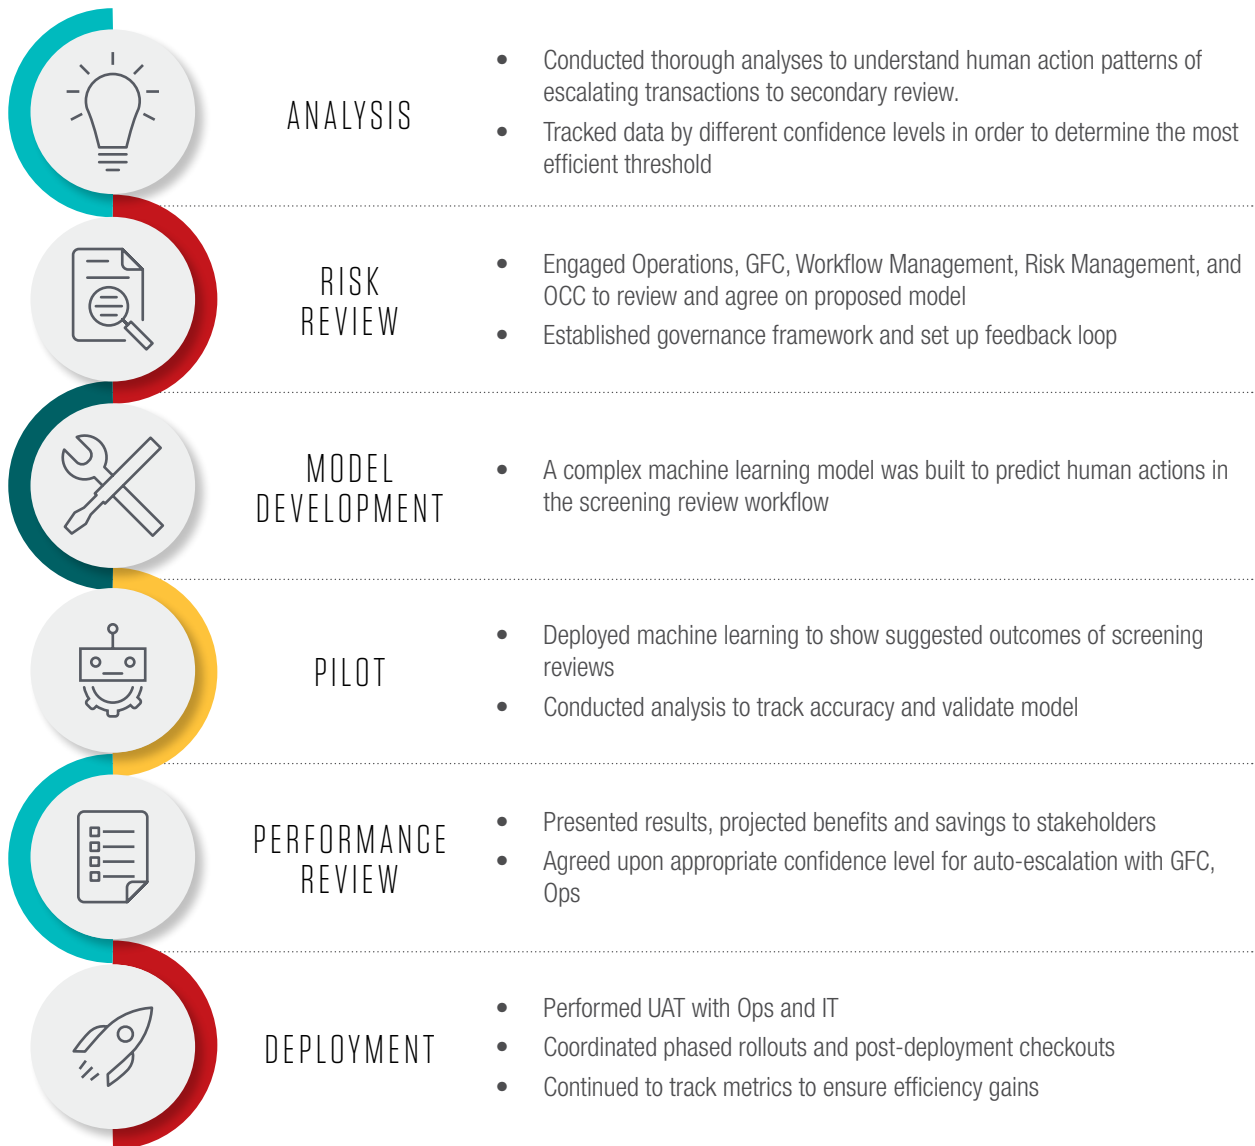 ANALYSIS
• Conducted thorough analyses to understand human action patterns of
escalating transactions to secondary review.
• Tracked data by different confidence levels in order to determine the most
efficient threshold
RISK
REVIEW
• Engaged Operations, GFC, Workflow Management, Risk Management, and
OCC to review and agree on proposed model
• Established governance framework and set up feedback loop
MODEL
DEVELOPMENT
• A complex machine learning model was built to predict human actions in
the screening review workflow
PILOT
• Deployed machine learning to show suggested outcomes of screening
reviews
• Conducted analysis to track accuracy and validate model
PERFORMANCE
REVIEW
• Presented results, projected benefits and savings to stakeholders
• Agreed upon appropriate confidence level for auto-escalation with GFC,
Ops
DEPLOYMENT
• Performed UAT with Ops and IT
• Coordinated phased rollouts and post-deployment checkouts
• Continued to track metrics to ensure efficiency gains